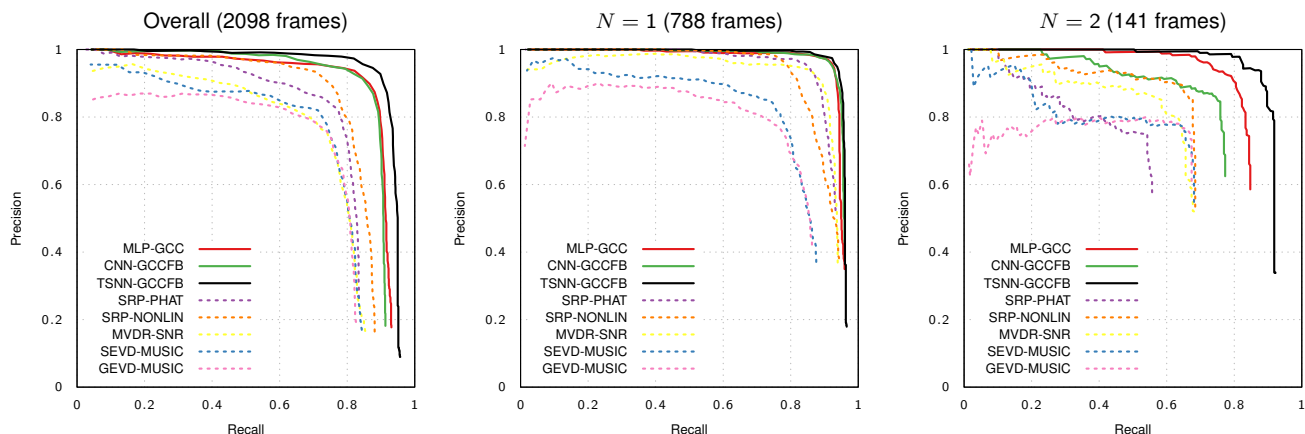 Overall (2098 frames)
1
0.8
0.6
0.4
0.2
0
Precision
MLP-GCC
CNN-GCCFB
TSNN-GCCFB
SRP-PHAT
SRP-NONLIN
MVDR-SNR
SEVD-MUSIC
GEVD-MUSIC
0 0.2 0.4 0.6 0.8 1
Recall
N = 1 (788 frames)
1
0.8
0.6
0.4
0.2
0
Precision
MLP-GCC
CNN-GCCFB
TSNN-GCCFB
SRP-PHAT
SRP-NONLIN
MVDR-SNR
SEVD-MUSIC
GEVD-MUSIC
0 0.2 0.4 0.6 0.8 1
Recall
N = 2 (141 frames)
1
0.8
0.6
0.4
0.2
0
Precision
MLP-GCC
CNN-GCCFB
TSNN-GCCFB
SRP-PHAT
SRP-NONLIN
MVDR-SNR
SEVD-MUSIC
GEVD-MUSIC
0 0.2 0.4 0.6 0.8 1
Recall